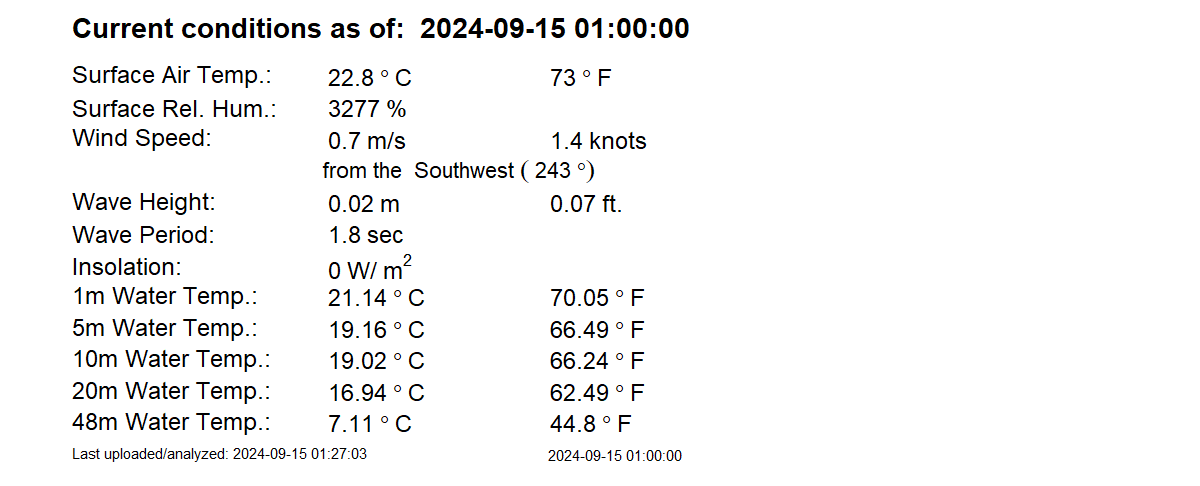 Current conditions as of:  2024-09-15 01:00:00
Surface Air Temp.: 22.8 ° C 73 ° F
Surface Rel. Hum.: 3277 %
Wind Speed: 0.7 m/s 1.4 knots
from the  Southwest ( 243 °)
Wave Height: 0.02 m 0.07 ft.
Wave Period: 1.8 sec
Insolation: 0 W/ m²
1m Water Temp.: 21.14 ° C 70.05 ° F
5m Water Temp.: 19.16 ° C 66.49 ° F
10m Water Temp.: 19.02 ° C 66.24 ° F
20m Water Temp.: 16.94 ° C 62.49 ° F
48m Water Temp.: 7.11 ° C 44.8 ° F
Last uploaded/analyzed: 2024-09-15 01:27:03 2024-09-15 01:00:00